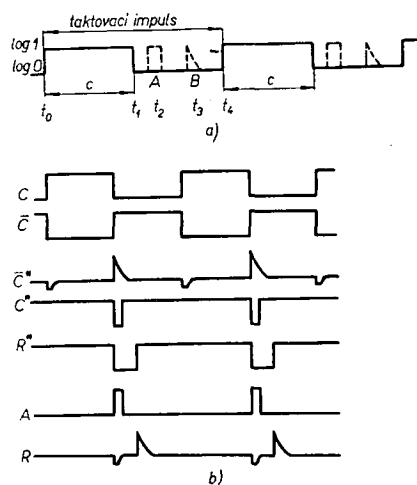 taktovací impuls
log 1
log 0
c A B c
t₀ t₁ t₂ t₃ t₄
a)
C
C̄
C̄*
C*
R*
A
R
b)